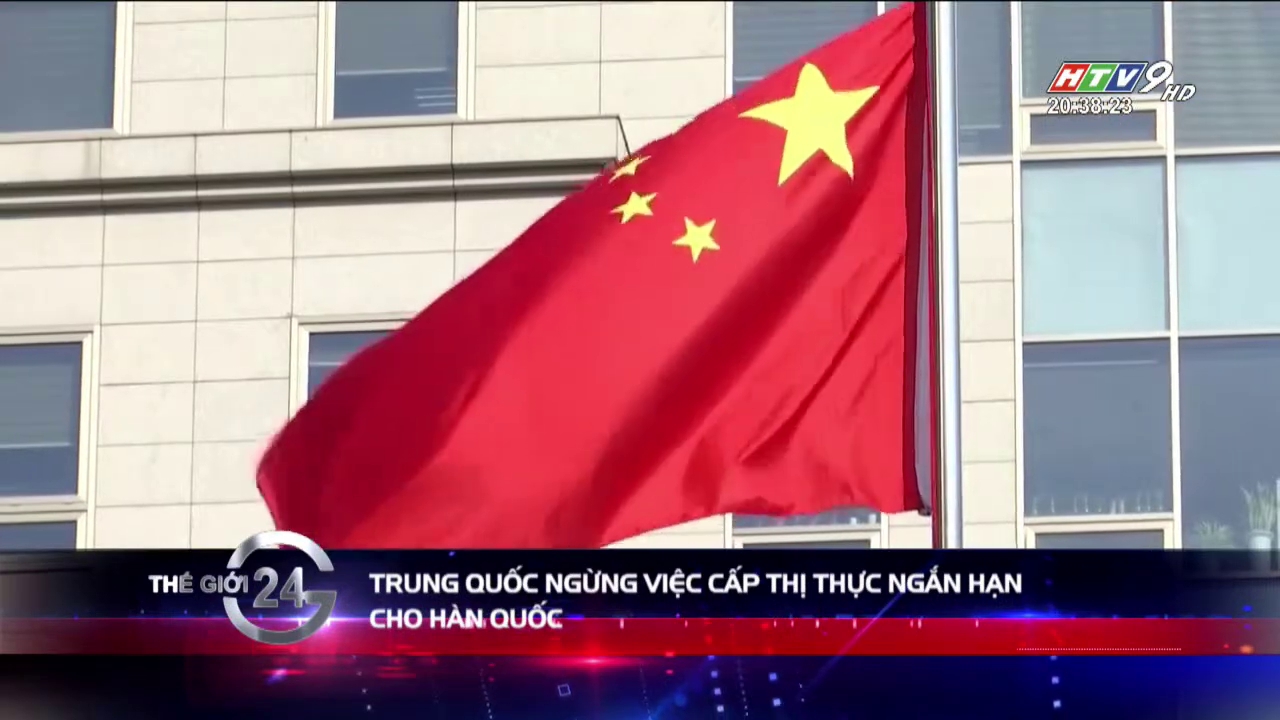 HTV9 HD
20:38:23
THẾ GIỚI 24G
TRUNG QUỐC NGỪNG VIỆC CẤP THỊ THỰC NGẮN HẠN
CHO HÀN QUỐC